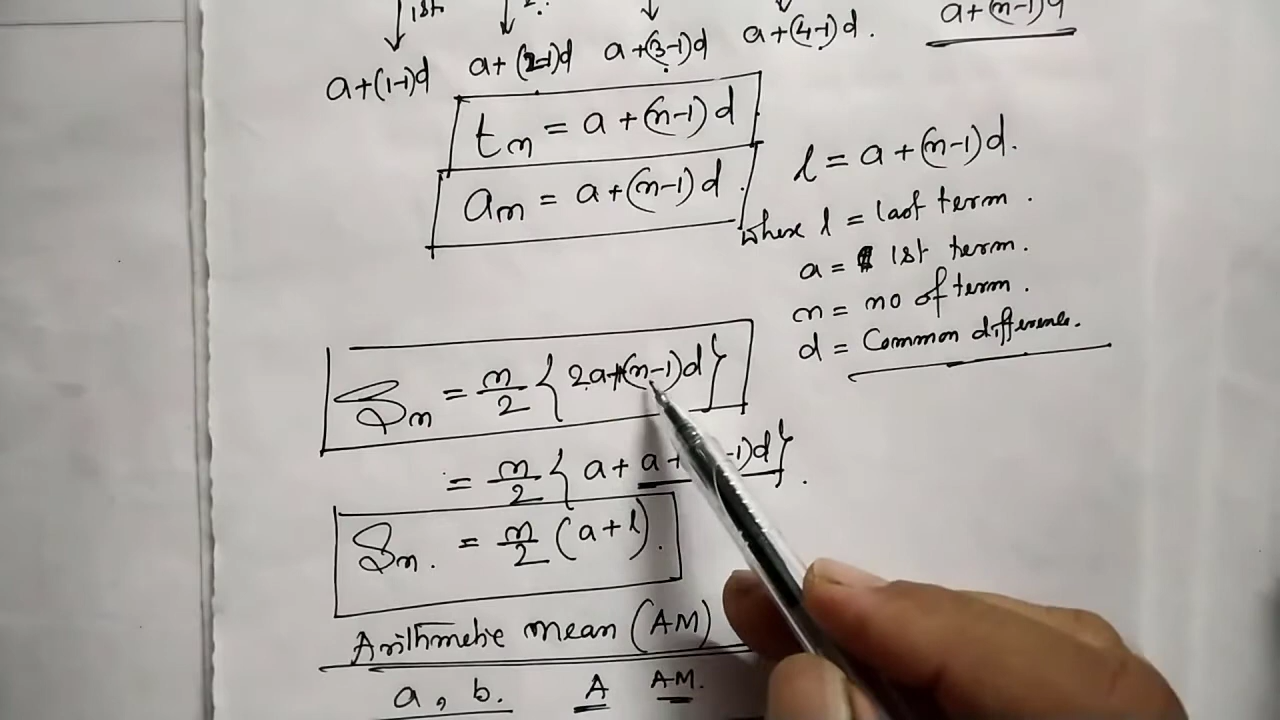 1st 2
a+(1-1)d a+(2-1)d a+(3-1)d a+(4-1)d. a+(n-1)d
tn = a+(n-1)d
an = a+(n-1)d.
l = a+(n-1)d.
where l = last term.
a = 1st term.
n = no of term.
d = Common difference.
Sn = n/2 {2a+(n-1)d}
= n/2 { a + a+ -1)d}.
Sn. = n/2 (a+l).
Arithmetic mean (AM)
a, b. A AM.